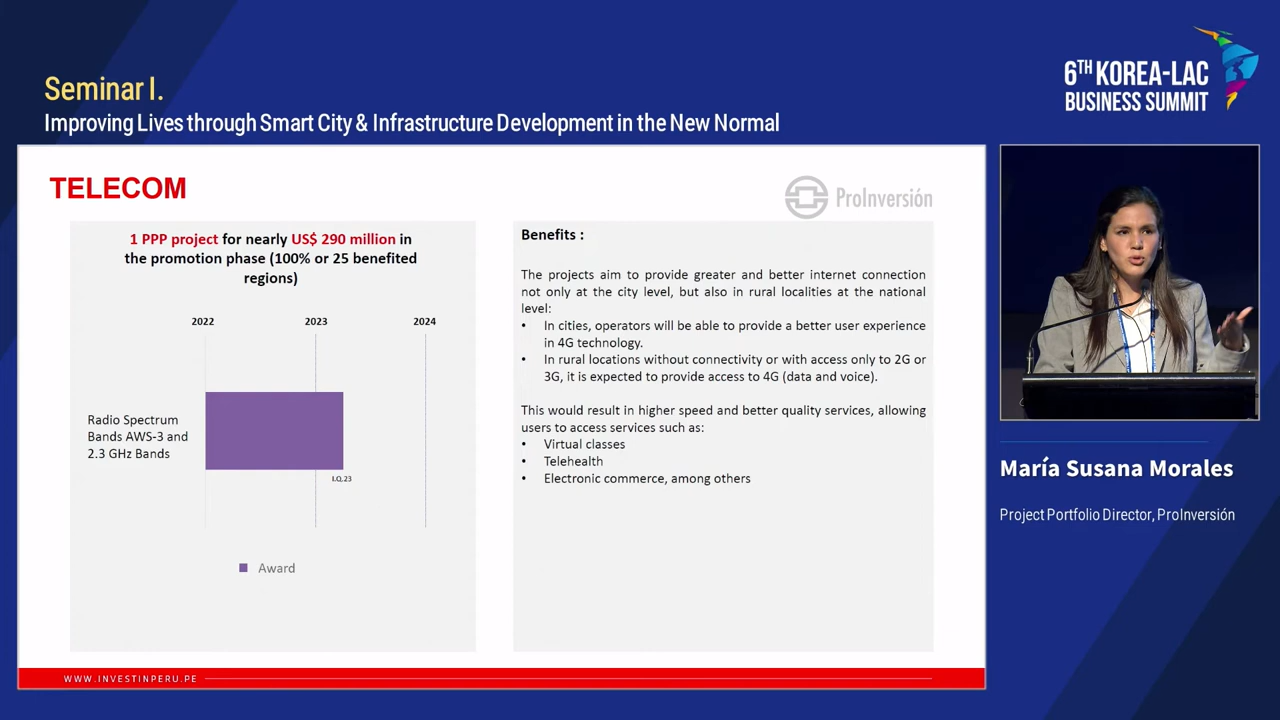 Seminar I.
Improving Lives through Smart City & Infrastructure Development in the New Normal
6TH KOREA-LAC
BUSINESS SUMMIT
TELECOM
ProInversión
1 PPP project for nearly US$ 290 million in
the promotion phase (100% or 25 benefited
regions)
2022 2023 2024
Radio Spectrum
Bands AWS-3 and
2.3 GHz Bands
I.Q.23
Award
Benefits :
The projects aim to provide greater and better internet connection
not only at the city level, but also in rural localities at the national
level:
• In cities, operators will be able to provide a better user experience
in 4G technology.
• In rural locations without connectivity or with access only to 2G or
3G, it is expected to provide access to 4G (data and voice).
This would result in higher speed and better quality services, allowing
users to access services such as:
• Virtual classes
• Telehealth
• Electronic commerce, among others
WWW.INVESTINPERU.PE
María Susana Morales
Project Portfolio Director, ProInversión